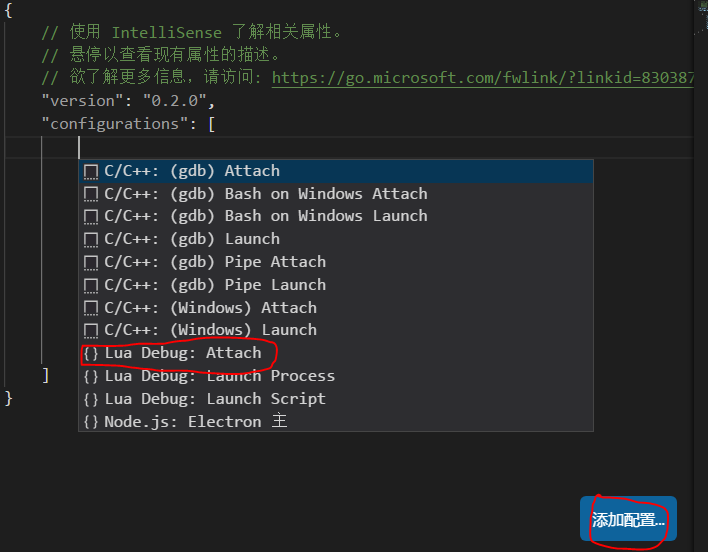 {
// 使用 IntelliSense 了解相关属性。
// 悬停以查看现有属性的描述。
// 欲了解更多信息，请访问: https://go.microsoft.com/fwlink/?linkid=830387
"version": "0.2.0",
"configurations": [
C/C++: (gdb) Attach
C/C++: (gdb) Bash on Windows Attach
C/C++: (gdb) Bash on Windows Launch
C/C++: (gdb) Launch
C/C++: (gdb) Pipe Attach
C/C++: (gdb) Pipe Launch
C/C++: (Windows) Attach
C/C++: (Windows) Launch
{} Lua Debug: Attach
] {} Lua Debug: Launch Process
} {} Lua Debug: Launch Script
{} Node.js: Electron 主
添加配置...